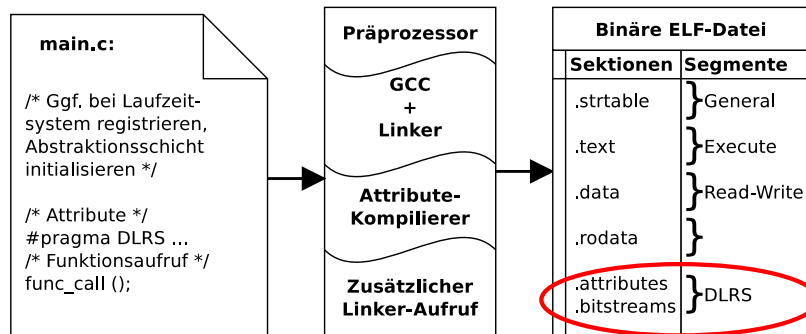 main.c:
/* Ggf. bei Laufzeit-
system registrieren,
Abstraktionsschicht
initialisieren */
/* Attribute */
#pragma DLRS ...
/* Funktionsaufruf */
func_call ();
Präprozessor
GCC
+
Linker
Attribute-
Kompilierer
Zusätzlicher
Linker-Aufruf
Binäre ELF-Datei
Sektionen Segmente
.strtable } General
.text } Execute
.data } Read-Write
.rodata }
.attributes
.bitstreams } DLRS